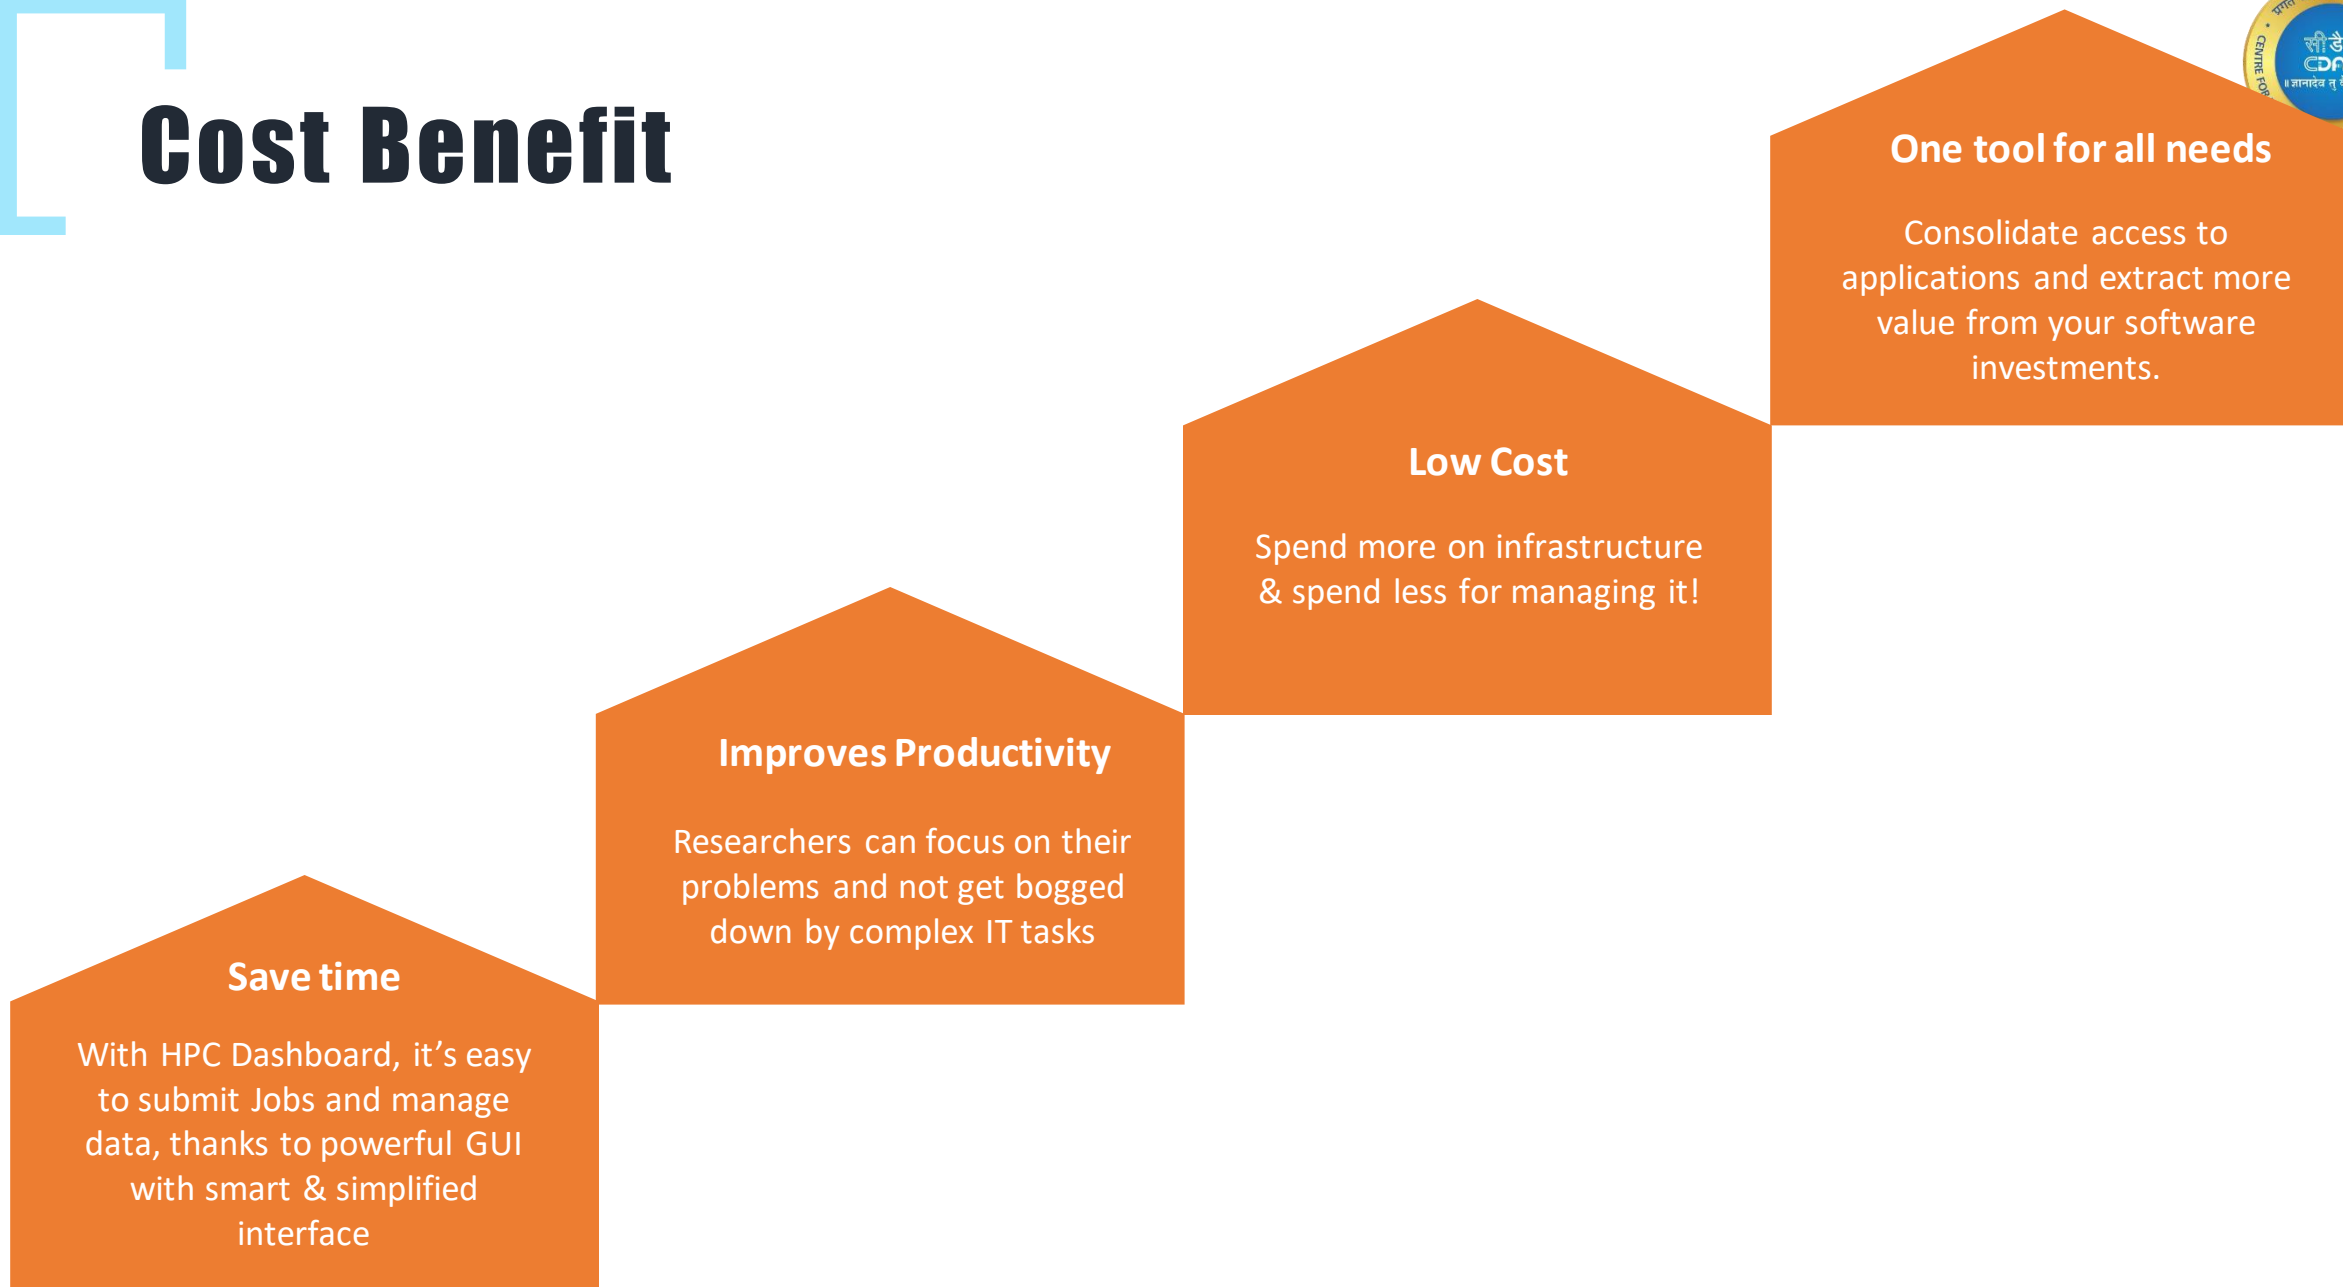 Cost Benefit
One tool for all needs
Consolidate access to
applications and extract more
value from your software
investments.
Low Cost
Spend more on infrastructure
& spend less for managing it!
Improves Productivity
Researchers can focus on their
problems and not get bogged
down by complex IT tasks
Save time
With HPC Dashboard, it’s easy
to submit Jobs and manage
data, thanks to powerful GUI
with smart & simplified
interface
CENTRE FOR
सी डै
॥ ज्ञानादेव तु